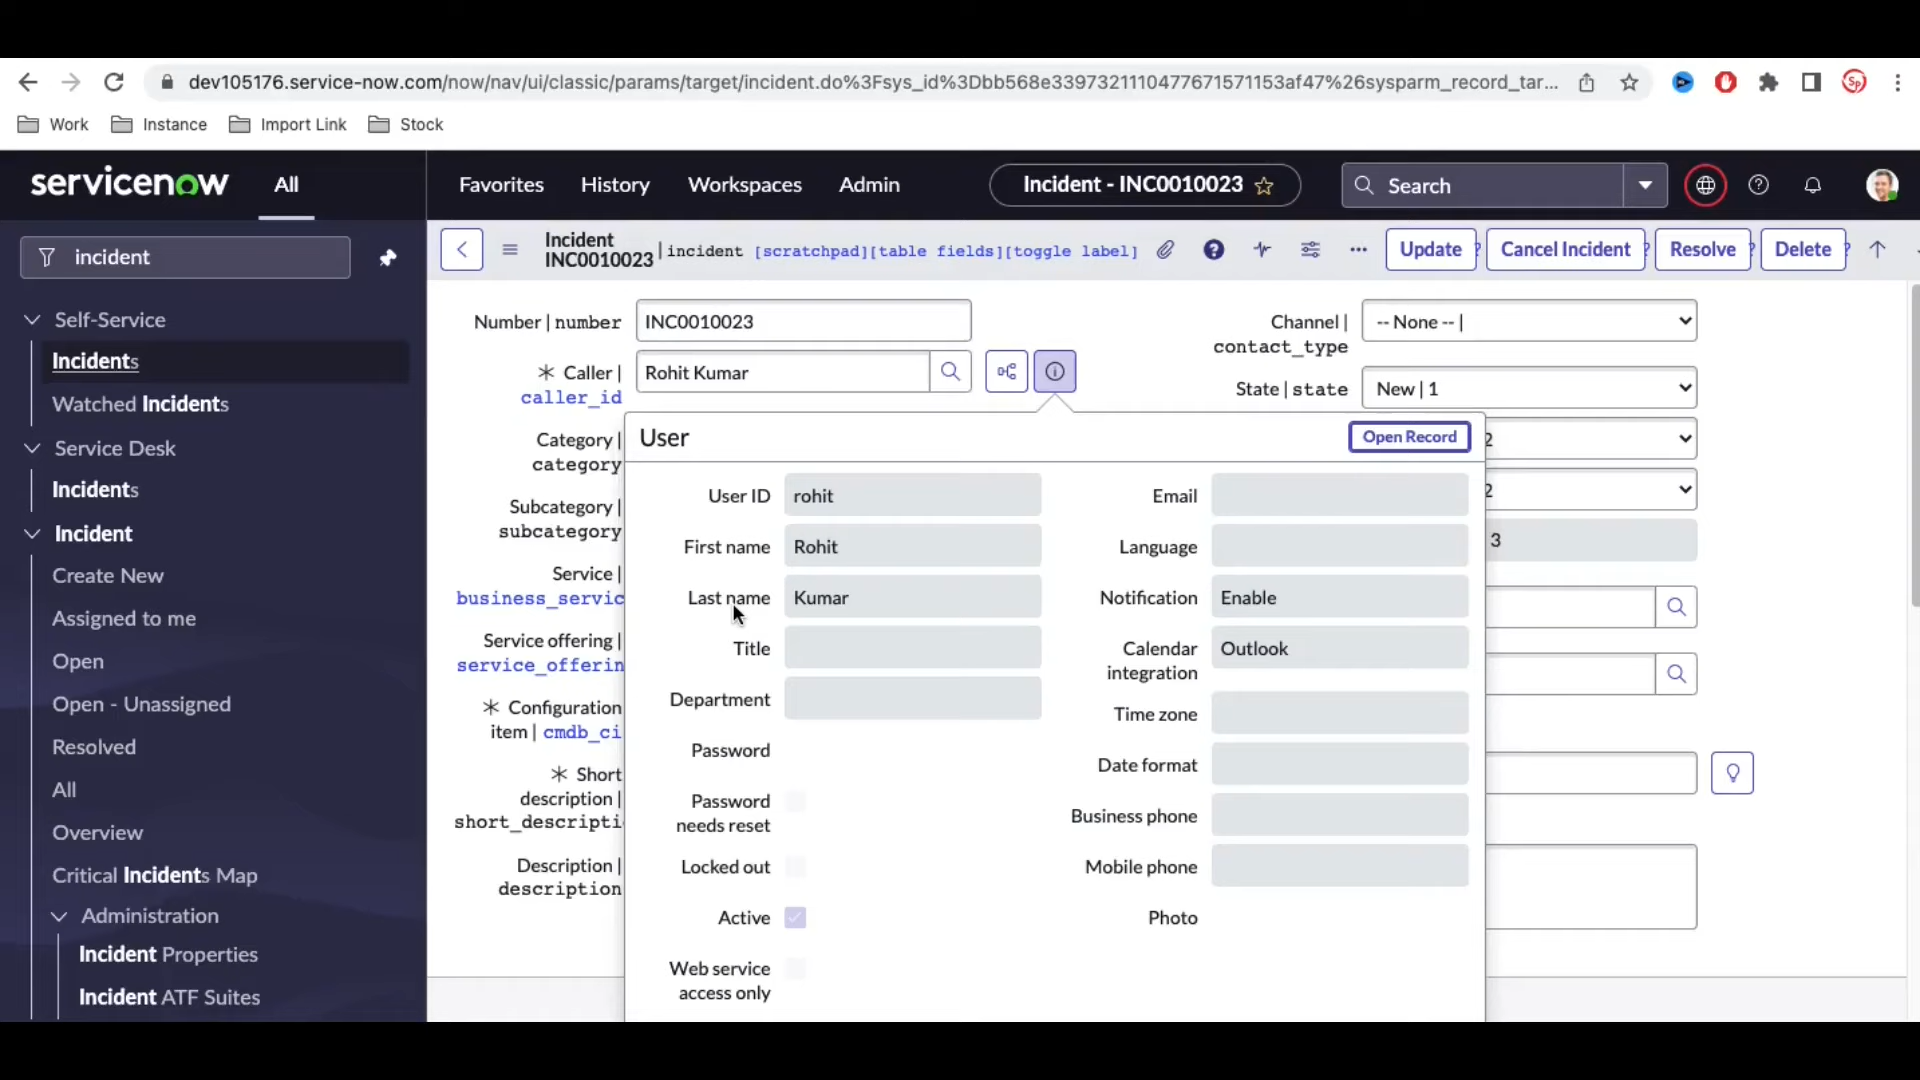 dev105176.service-now.com/now/nav/ui/classic/params/target/incident.do%3Fsys_id%3Dbb568e3397321110477671571153af47%26sysparm_record_tar...
Sp
Work Instance Import Link Stock
servicenow All Favorites History Workspaces Admin Incident - INC0010023 Search
incident
Self-Service
Incidents
Watched Incidents
Service Desk
Incidents
Incident
Create New
Assigned to me
Open
Open - Unassigned
Resolved
All
Overview
Critical Incidents Map
Administration
Incident Properties
Incident ATF Suites
Incident
INC0010023 | incident [scratchpad][table fields][toggle label] Update ? Cancel Incident ? Resolve ? Delete ?
Number | number INC0010023
Caller |
caller_id Rohit Kumar
Category |
category
Subcategory |
subcategory
Service |
business_servic
Service offering |
service_offerin
Configuration
item | cmdb_ci
Short
description |
short_descripti
Description |
description
Channel |
contact_type -- None -- |
State | state New | 1
2
2
3
User Open Record
User ID rohit
First name Rohit
Last name Kumar
Title
Department
Password
Password
needs reset
Locked out
Active
Web service
access only
Email
Language
Notification Enable
Calendar
integration Outlook
Time zone
Date format
Business phone
Mobile phone
Photo